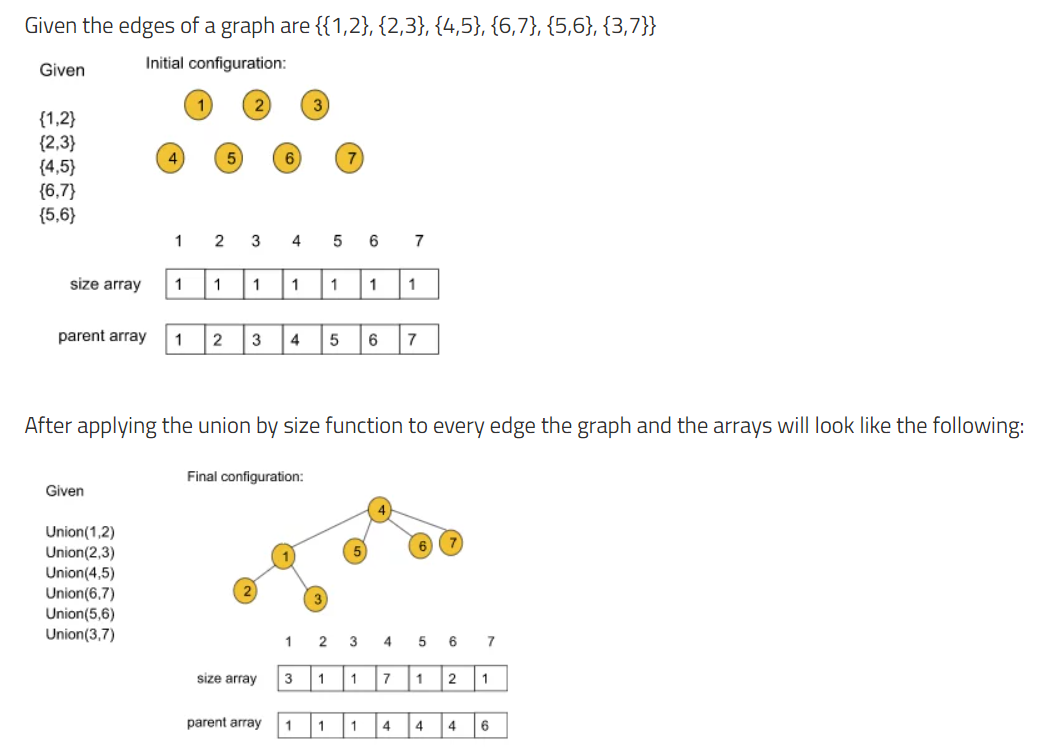 Given the edges of a graph are {{1,2}, {2,3}, {4,5}, {6,7}, {5,6}, {3,7}}
Given
Initial configuration:
{1,2}
{2,3}
{4,5}
{6,7}
{5,6}
1 2 3
4 5 6 7
1 2 3 4 5 6 7
size array 1 1 1 1 1 1 1
parent array 1 2 3 4 5 6 7
After applying the union by size function to every edge the graph and the arrays will look like the following:
Final configuration:
Given
Union(1,2)
Union(2,3)
Union(4,5)
Union(6,7)
Union(5,6)
Union(3,7)
4
1 5 6 7
2 3
1 2 3 4 5 6 7
size array 3 1 1 7 1 2 1
parent array 1 1 1 4 4 4 6